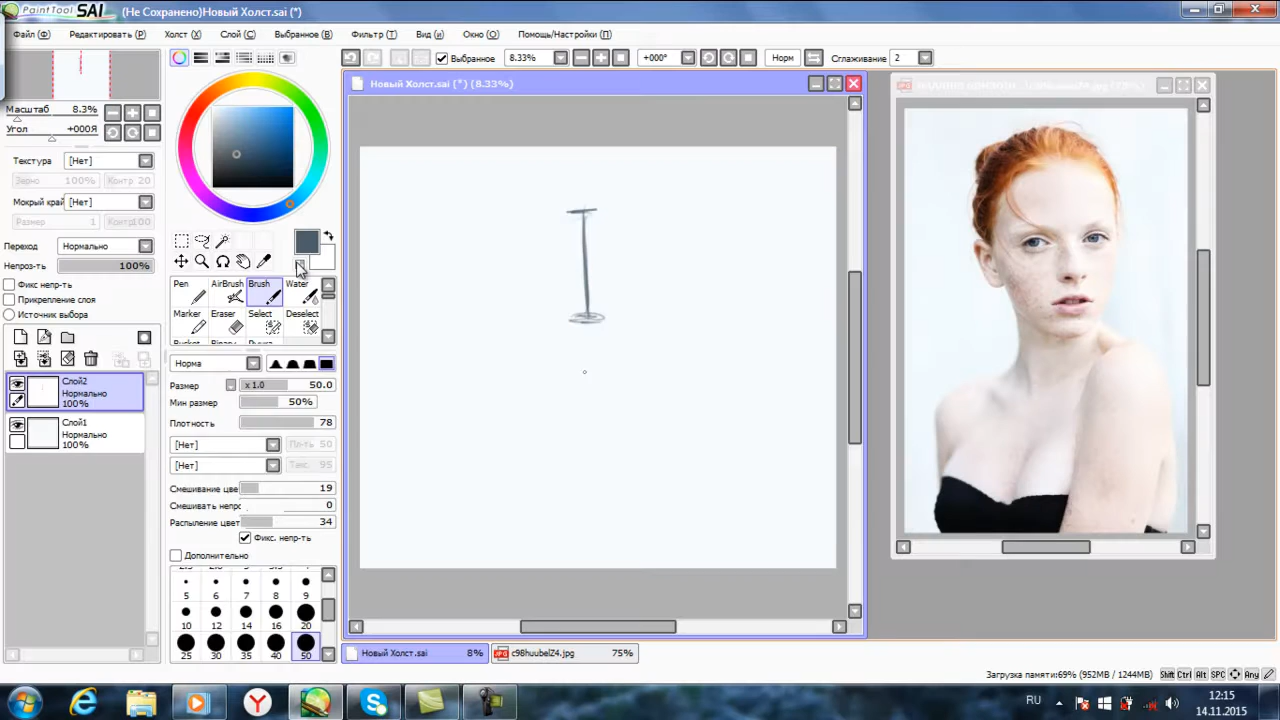 PaintTool SAI (Не Сохранено)Новый Холст.sai (*)
Файл (Ф) Редактировать (Р) Холст (Х) Слой (С) Выбранное (В) Фильтр (Т) Вид (и) Окно (О) Помощь/Настройки (П)
Выбранное 8.33% +000° Норм Сглаживание 2
Новый Холст.sai (*) (8.33%)
Масштаб 8.3%
Угол +000Я
Текстура [Нет]
Зерно 100% Контр 20
Мокрый край [Нет]
Размер 1 Контр100
Переход Нормально
Непроз-ть 100%
Фикс непр-ть
Прикрепление слоя
Источник выбора
Слой2
Нормально
100%
Слой1
Нормально
100%
Pen AirBrush Brush Water
Marker Eraser Select Deselect
Норма
Размер x 1.0 50.0
Мин размер 50%
Плотность 78
[Нет] Пл-ть 50
[Нет] Такс. 95
Смешивание цве 19
Смешивать непрс 0
Распыление цвет 34
Фикс. непр-ть
Дополнительно
5 6 7 8 9
10 12 14 16 20
25 30 35 40 50
Новый Холст.sai 8% c98huubelZ4.jpg 75%
Загрузка памяти:69% (952MB / 1244MB) Shift Ctrl Alt SPC Any
RU 12:15
14.11.2015